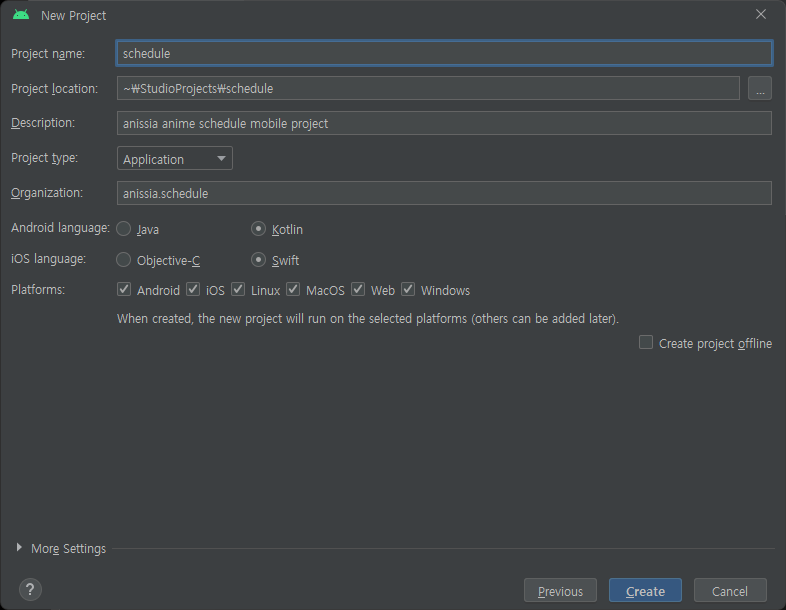 New Project
Project name: schedule
Project location: ~₩StudioProjects₩schedule ...
Description: anissia anime schedule mobile project
Project type: Application
Organization: anissia.schedule
Android language: Java Kotlin
iOS language: Objective-C Swift
Platforms: Android iOS Linux MacOS Web Windows
When created, the new project will run on the selected platforms (others can be added later).
Create project offline
More Settings
? Previous Create Cancel